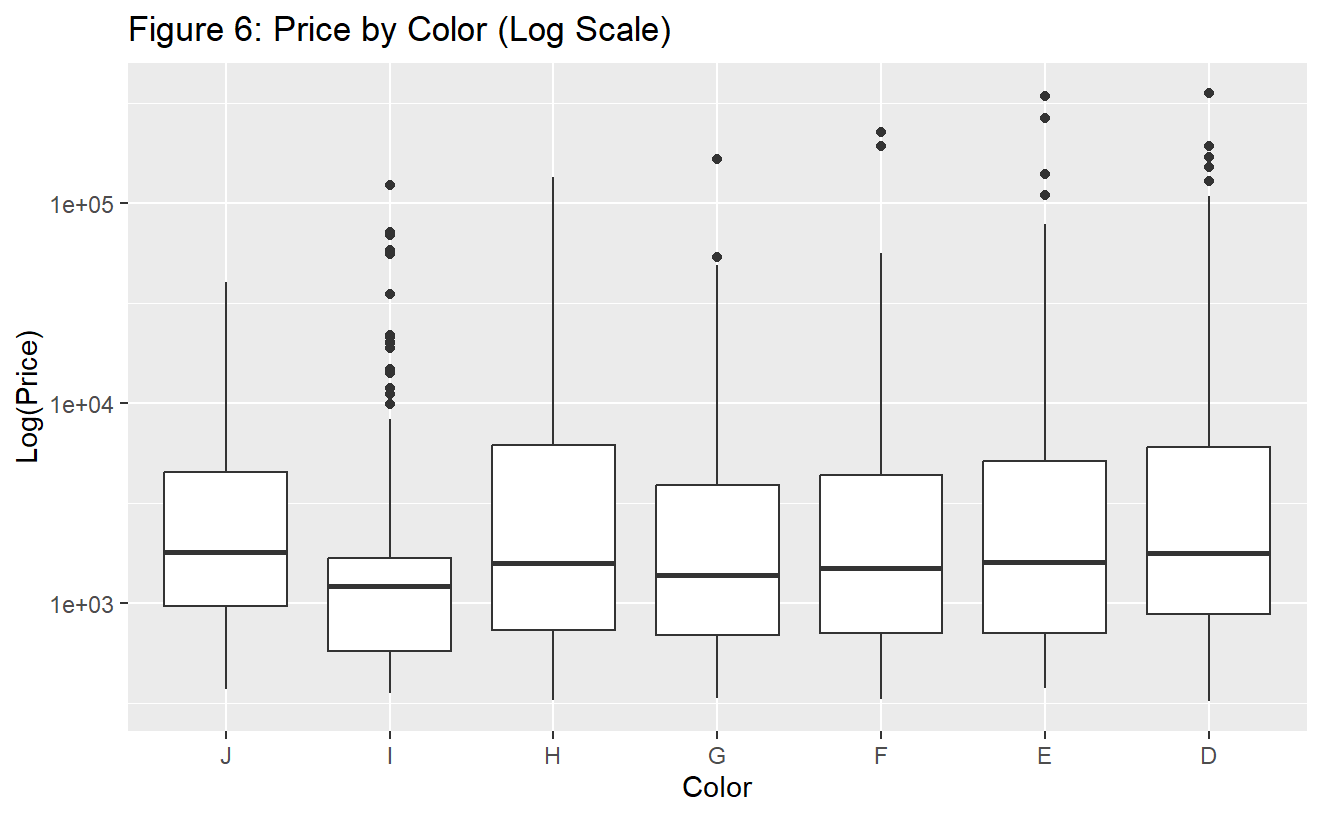 Figure 6: Price by Color (Log Scale)
Log(Price)
1e+05
1e+04
1e+03
J I H G F E D
Color